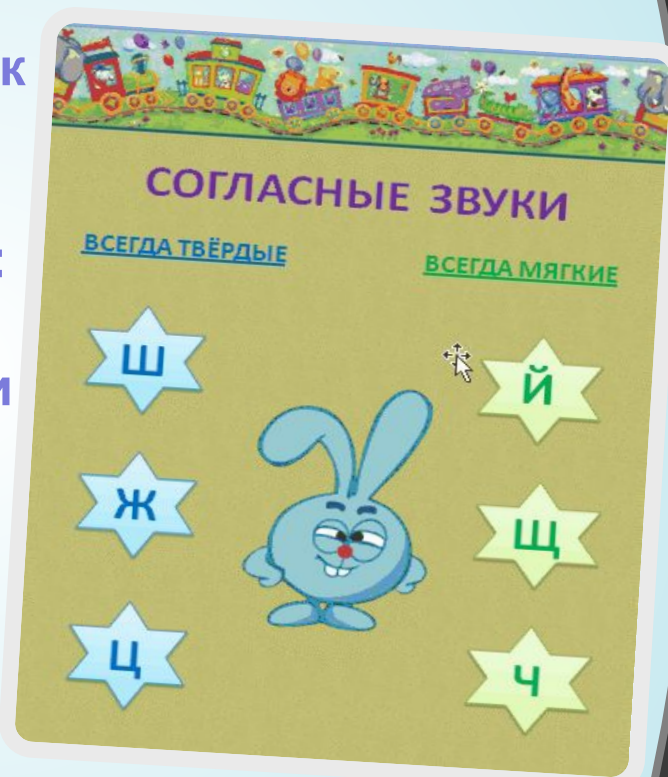 к
СОГЛАСНЫЕ ЗВУКИ
ВСЕГДА ТВЁРДЫЕ
ВСЕГДА МЯГКИЕ
Ш
Й
и
Ж
Щ
Ц
Ч